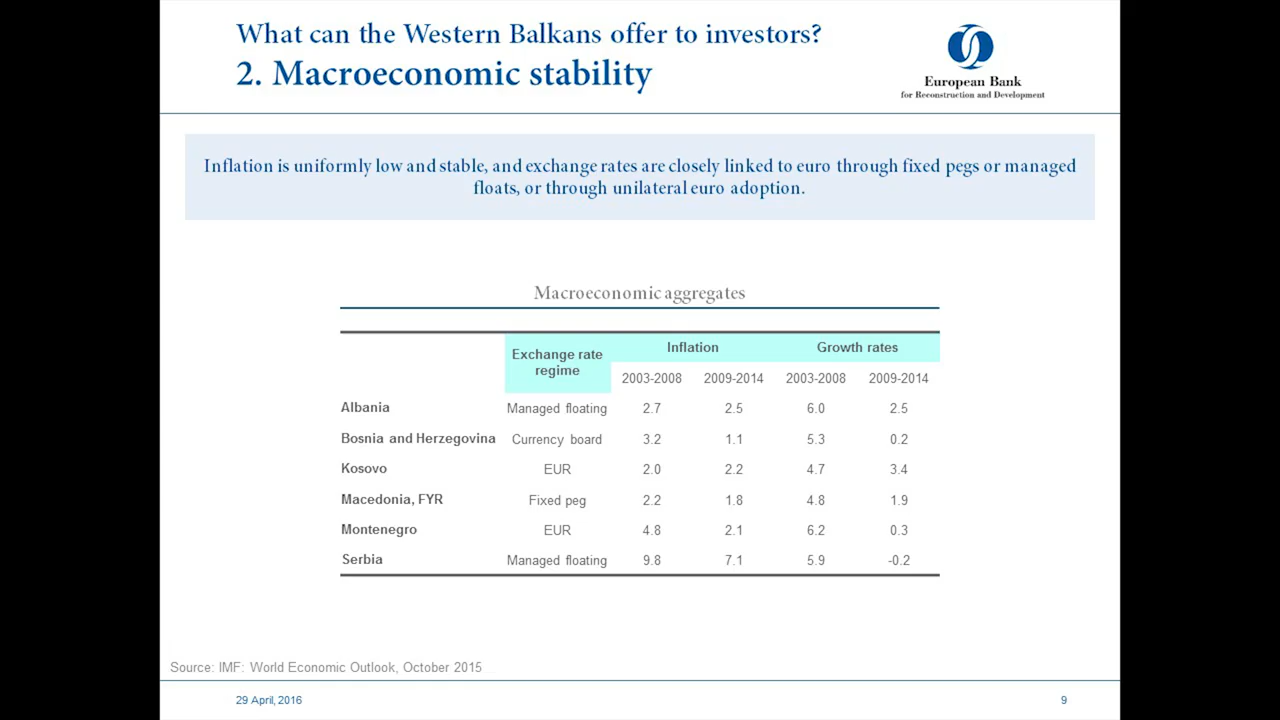 What can the Western Balkans offer to investors?
2. Macroeconomic stability
European Bank
for Reconstruction and Development
Inflation is uniformly low and stable, and exchange rates are closely linked to euro through fixed pegs or managed
floats, or through unilateral euro adoption.
Macroeconomic aggregates
Exchange rate regime Inflation Growth rates
2003-2008 2009-2014 2003-2008 2009-2014
Albania Managed floating 2.7 2.5 6.0 2.5
Bosnia and Herzegovina Currency board 3.2 1.1 5.3 0.2
Kosovo EUR 2.0 2.2 4.7 3.4
Macedonia, FYR Fixed peg 2.2 1.8 4.8 1.9
Montenegro EUR 4.8 2.1 6.2 0.3
Serbia Managed floating 9.8 7.1 5.9 -0.2
Source: IMF: World Economic Outlook, October 2015
29 April, 2016 9